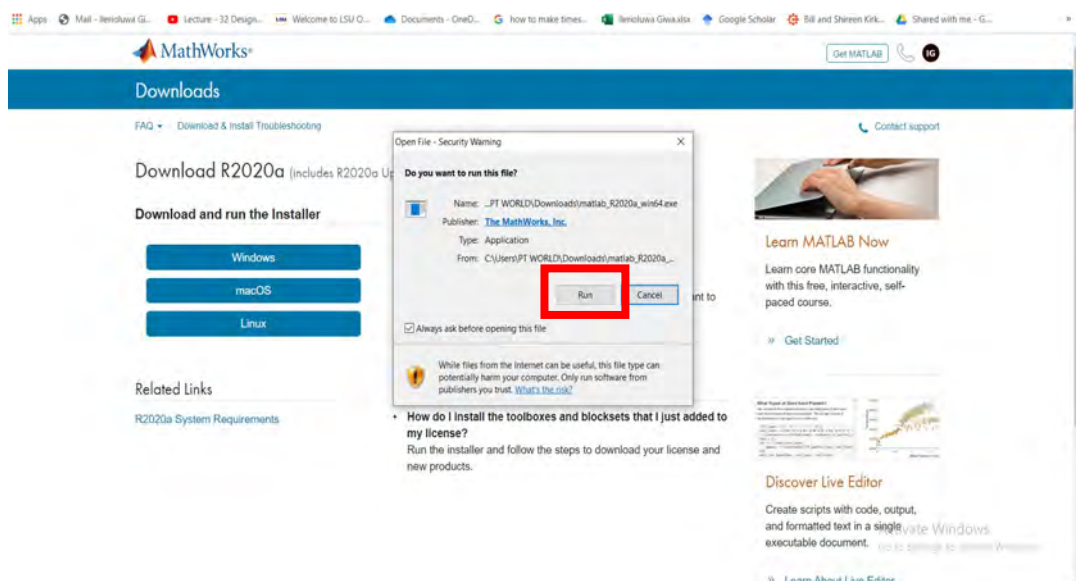 Apps Mail - Ilerioluwa Gi... Lecture - 32 Design... Welcome to LSU O... Documents - OneD... how to make times... Ilerioluwa Giwa.xlsx Google Scholar Bill and Shireen Kirk... Shared with me - G... »
MathWorks®
Get MATLAB
IG
Downloads
FAQ Download & Install Troubleshooting
Contact support
Download R2020a (includes R2020a Up
Download and run the Installer
Windows
macOS
Linux
Related Links
R2020a System Requirements
Open File - Security Warning
Do you want to run this file?
Name: ...PT WORLD\Downloads\matlab_R2020a_win64.exe
Publisher: The MathWorks, Inc.
Type: Application
From: C:\Users\PT WORLD\Downloads\matlab_R2020a_...
Run Cancel
nt to
Always ask before opening this file
While files from the Internet can be useful, this file type can
potentially harm your computer. Only run software from
publishers you trust. What's the risk?
• How do I install the toolboxes and blocksets that I just added to
my license?
Run the installer and follow the steps to download your license and
new products.
Learn MATLAB Now
Learn core MATLAB functionality
with this free, interactive, self-
paced course.
» Get Started
Discover Live Editor
Create scripts with code, output,
and formatted text in a single
executable document.
vate Windows
» Learn About Live Editor